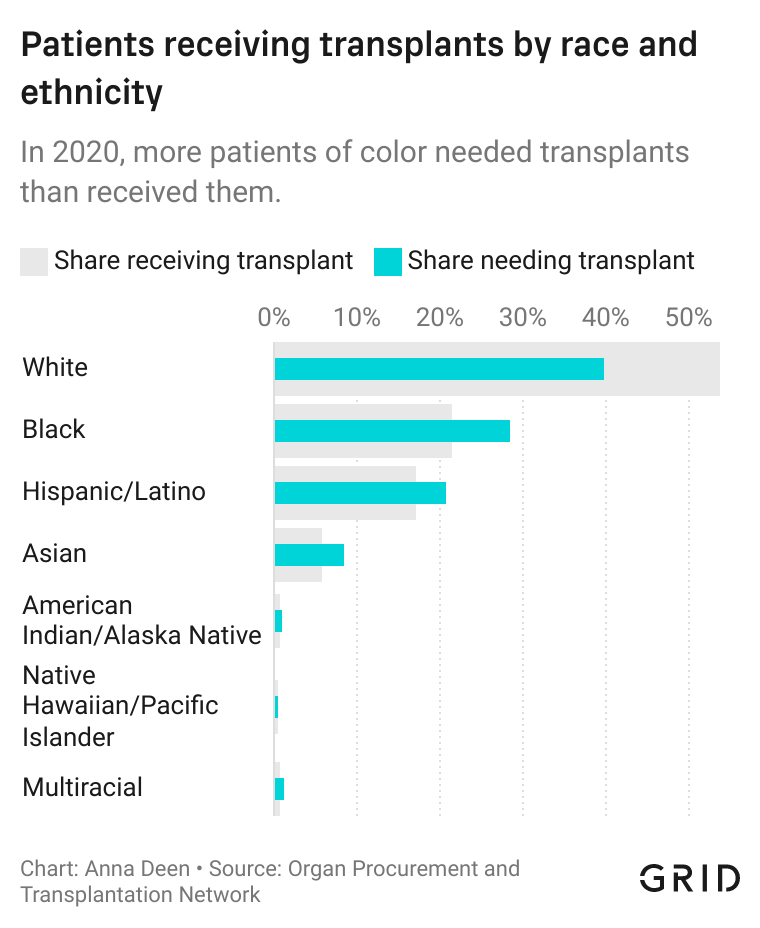 Patients receiving transplants by race and
ethnicity
In 2020, more patients of color needed transplants
than received them.
Share receiving transplant Share needing transplant
0% 10% 20% 30% 40% 50%
White
Black
Hispanic/Latino
Asian
American
Indian/Alaska Native
Native
Hawaiian/Pacific
Islander
Multiracial
Chart: Anna Deen • Source: Organ Procurement and
Transplantation Network
GRID